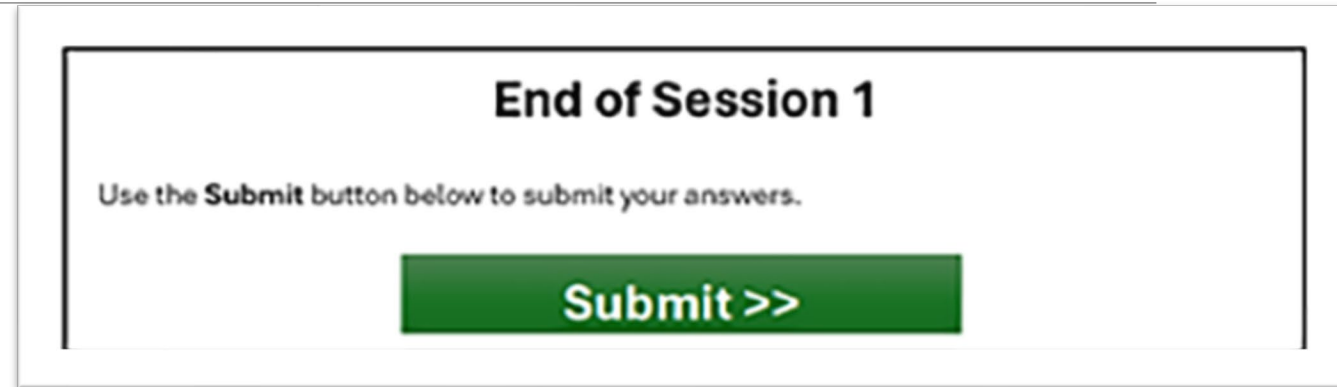 End of Session 1
Use the Submit button below to submit your answers.
Submit >>